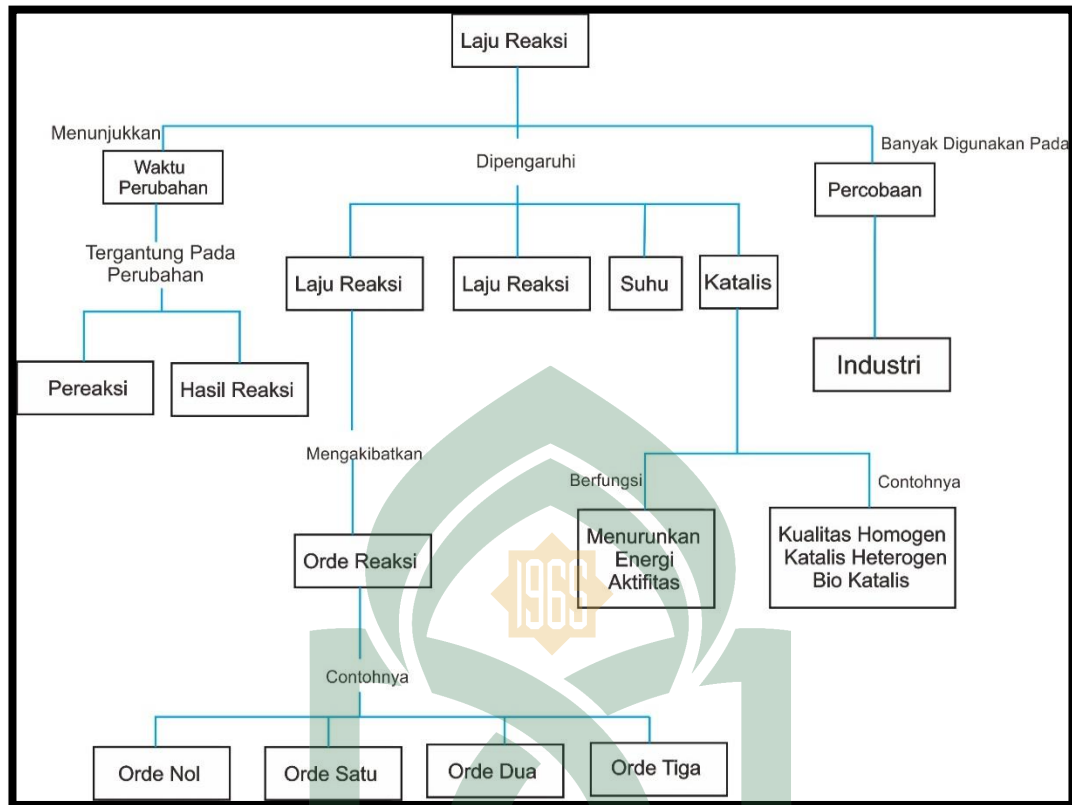 Laju Reaksi
Menunjukkan
Banyak Digunakan Pada
Waktu
Perubahan
Dipengaruhi
Percobaan
Tergantung Pada
Perubahan
Laju Reaksi
Laju Reaksi
Suhu
Katalis
Pereaksi
Hasil Reaksi
Industri
Mengakibatkan
Berfungsi
Contohnya
Orde Reaksi
Menurunkan
Energi
Aktifitas
Kualitas Homogen
Katalis Heterogen
Bio Katalis
1965
Contohnya
Orde Nol
Orde Satu
Orde Dua
Orde Tiga